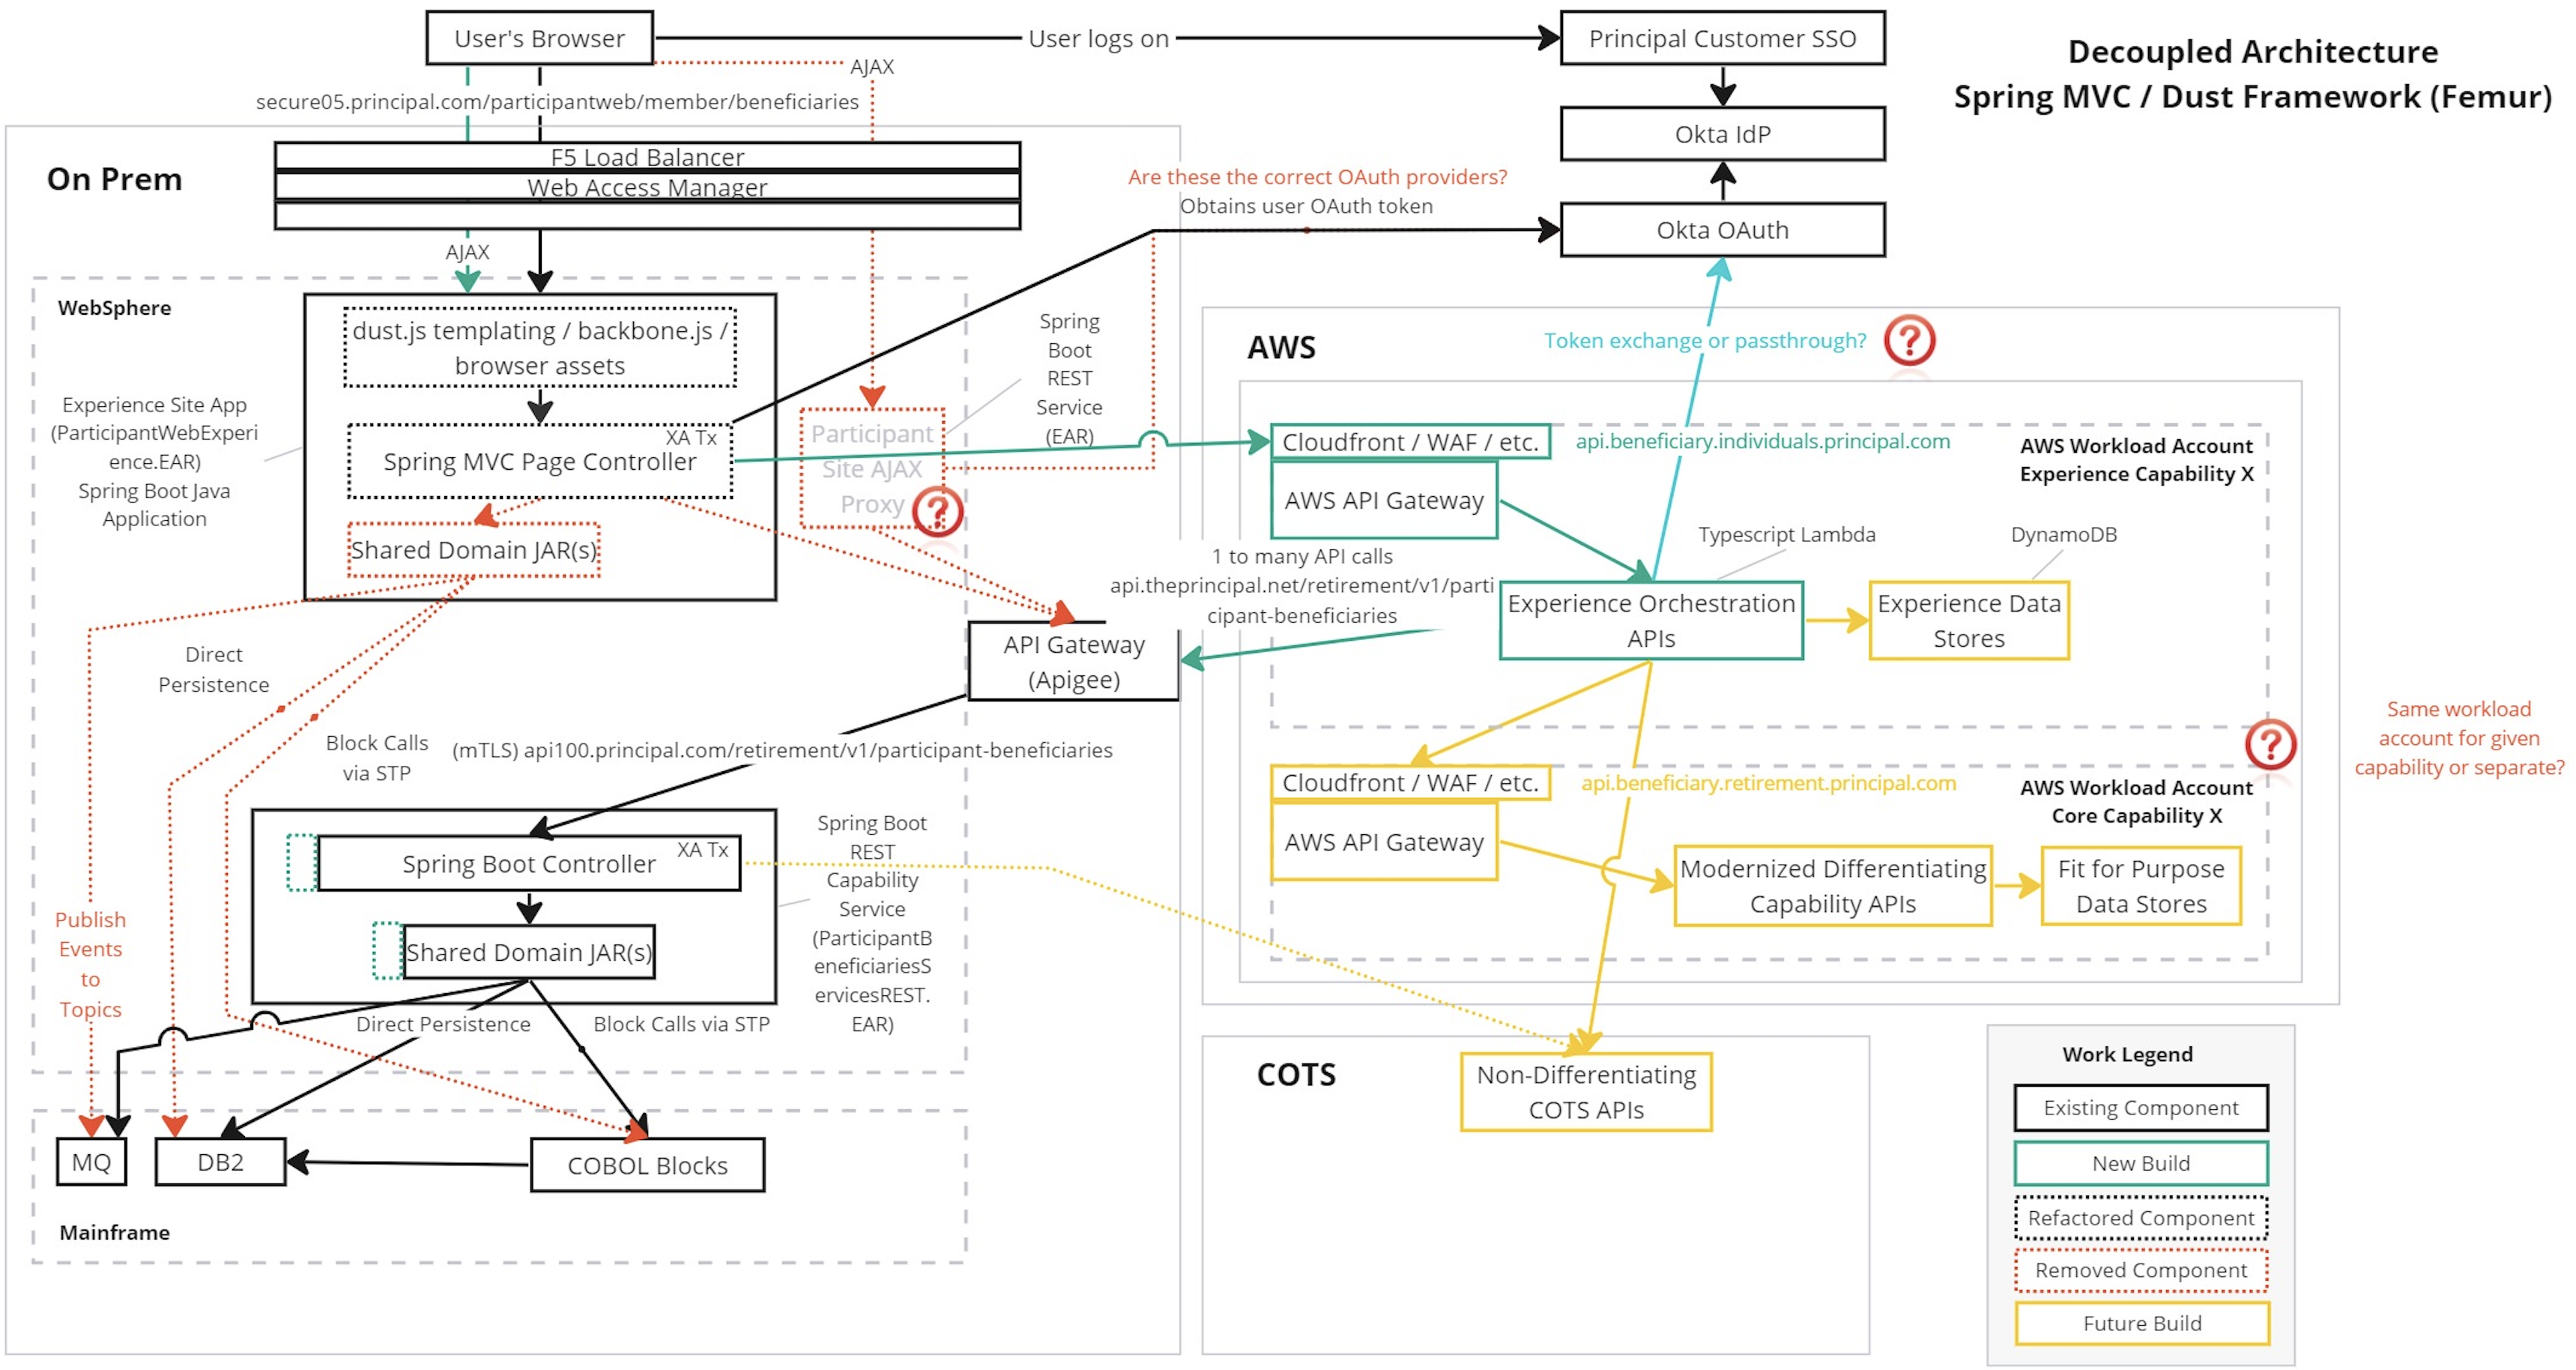 User's Browser
User logs on
Principal Customer SSO
Decoupled Architecture
Spring MVC / Dust Framework (Femur)
AJAX
secure05.principal.com/participantweb/member/beneficiaries
Okta IdP
On Prem
F5 Load Balancer
Web Access Manager
Are these the correct OAuth providers?
Obtains user OAuth token
Okta OAuth
AJAX
WebSphere
dust.js templating / backbone.js /
browser assets
Spring
Boot
REST
Service
(EAR)
AWS
Token exchange or passthrough?
?
Experience Site App
(ParticipantWebExperi
ence.EAR)
Spring Boot Java
Application
XA Tx
Spring MVC Page Controller
Participant
Site AJAX
Proxy
?
Shared Domain JAR(s)
Cloudfront / WAF / etc.
api.beneficiary.individuals.principal.com
AWS Workload Account
Experience Capability X
AWS API Gateway
Typescript Lambda
DynamoDB
1 to many API calls
api.theprincipal.net/retirement/v1/parti
cipant-beneficiaries
Experience Orchestration
APIs
Experience Data
Stores
API Gateway
(Apigee)
Direct
Persistence
Block Calls
via STP
(mTLS) api100.principal.com/retirement/v1/participant-beneficiaries
Same workload
account for given
capability or separate?
?
Cloudfront / WAF / etc.
api.beneficiary.retirement.principal.com
AWS Workload Account
Core Capability X
AWS API Gateway
Modernized Differentiating
Capability APIs
Fit for Purpose
Data Stores
XA Tx
Spring Boot Controller
Spring Boot
REST
Capability
Service
(ParticipantB
eneficiariesS
ervicesREST.
EAR)
Shared Domain JAR(s)
Publish
Events
to
Topics
Direct Persistence
Block Calls via STP
COTS
Non-Differentiating
COTS APIs
MQ
DB2
COBOL Blocks
Mainframe
Work Legend
Existing Component
New Build
Refactored Component
Removed Component
Future Build